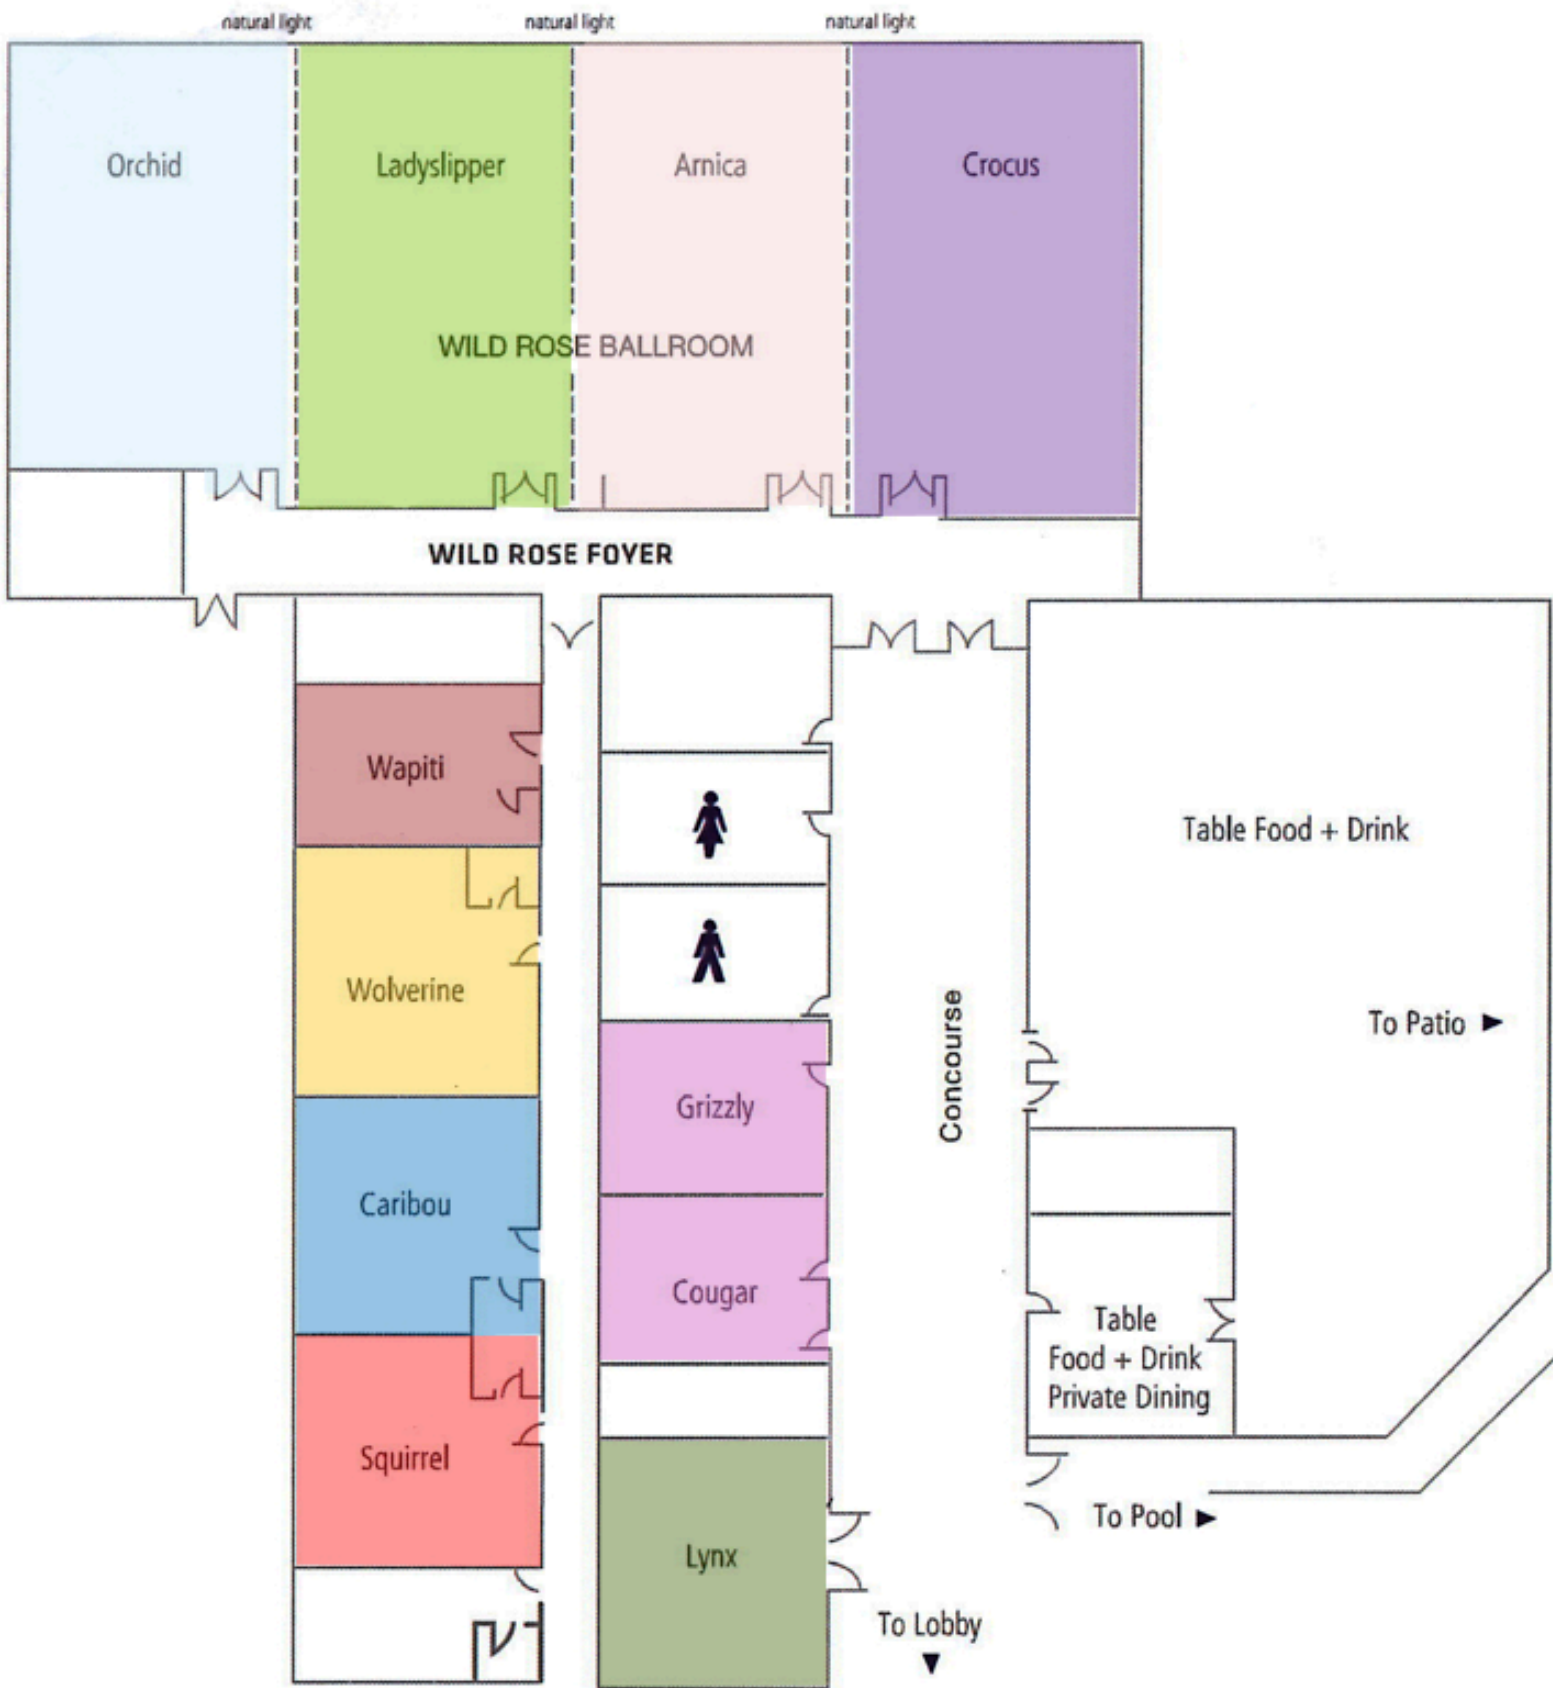 natural light
natural light
natural light
Orchid
Ladyslipper
Arnica
Crocus
WILD ROSE BALLROOM
WILD ROSE FOYER
Wapiti
Table Food + Drink
Wolverine
To Patio
Concourse
Grizzly
Caribou
Cougar
Table
Food + Drink
Private Dining
Squirrel
To Pool
Lynx
To Lobby